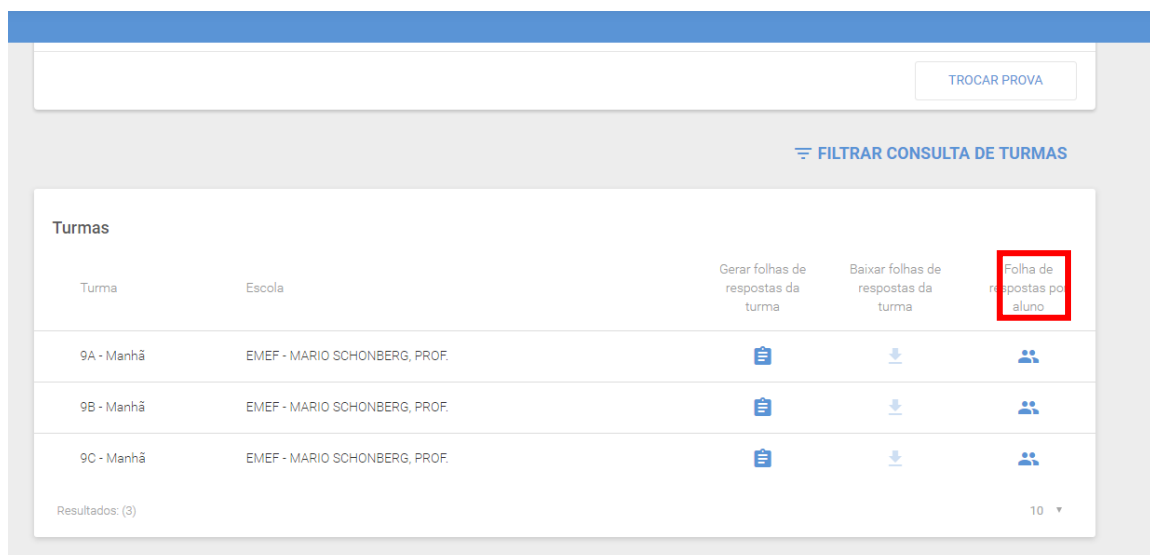 TROCAR PROVA
FILTRAR CONSULTA DE TURMAS
Turmas
Turma
Escola
Gerar folhas de
respostas da
turma
Baixar folhas de
respostas da
turma
Folha de
respostas por
aluno
9A - Manhã EMEF - MARIO SCHONBERG, PROF.
9B - Manhã EMEF - MARIO SCHONBERG, PROF.
9C - Manhã EMEF - MARIO SCHONBERG, PROF.
Resultados: (3) 10